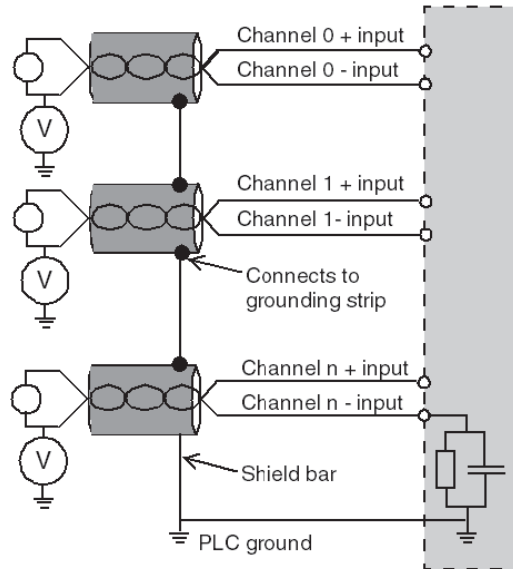 Channel 0 + input
Channel 0 - input
V
Channel 1 + input
Channel 1- input
V
Connects to
grounding strip
Channel n + input
Channel n - input
V
Shield bar
PLC ground